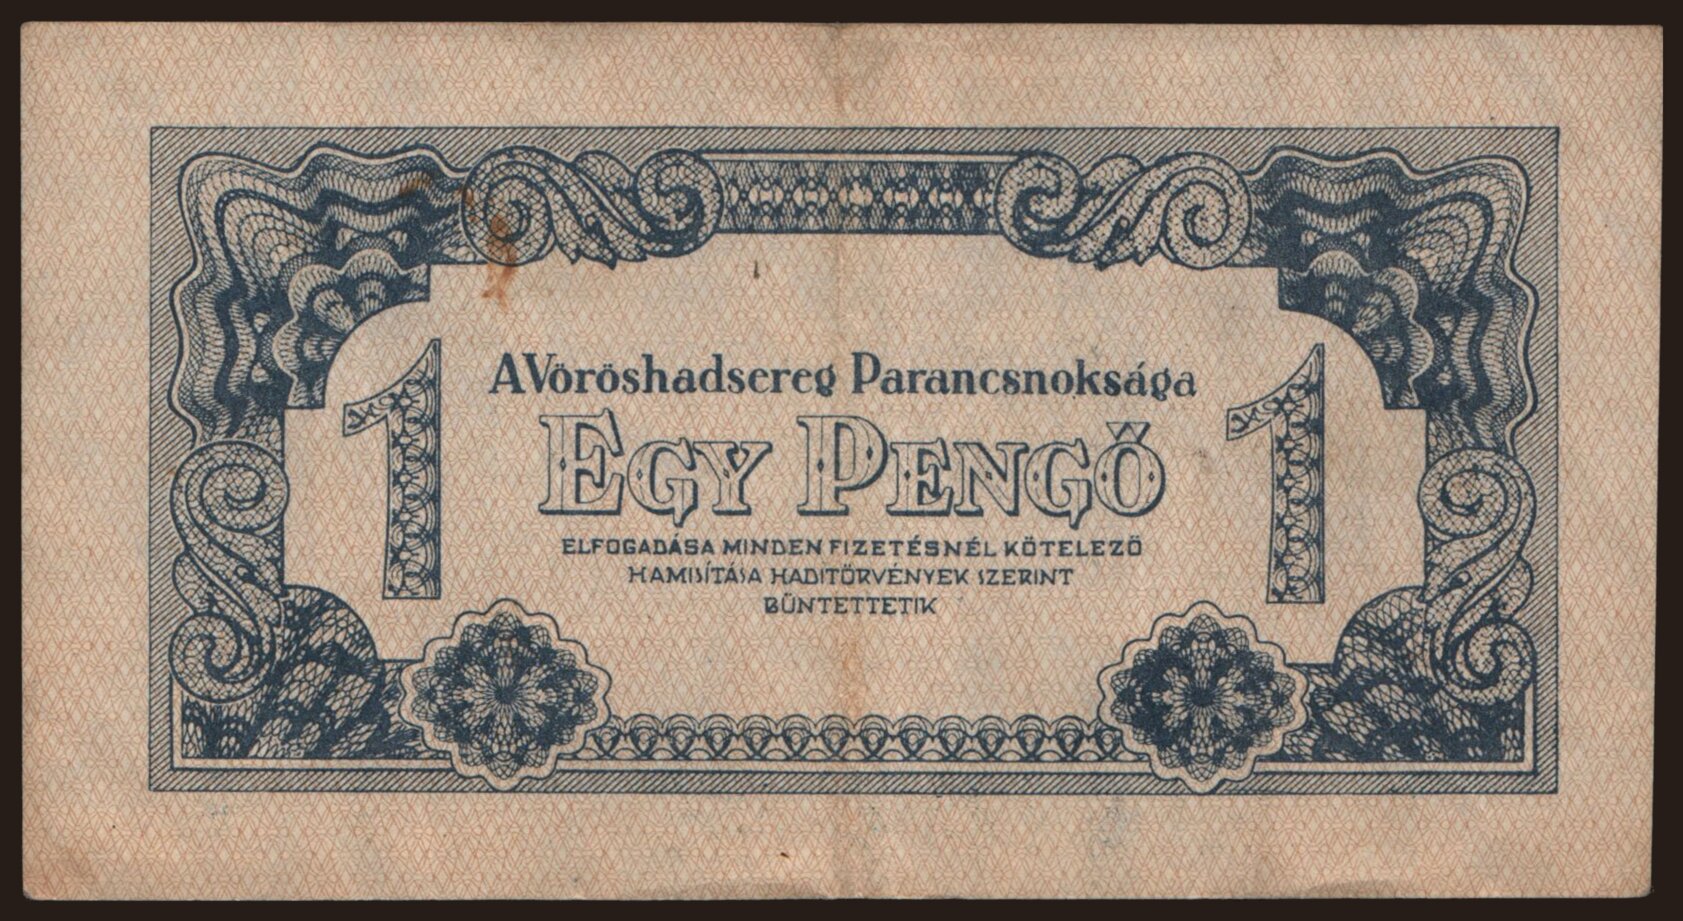 A Vöröshadsereg Parancsnoksága
1 EGY PENGŐ 1
ELFOGADÁSA MINDEN FIZETÉSNÉL KÖTELEZŐ
HAMISÍTÁSA HADITÖRVÉNYEK SZERINT
BÜNTETTETIK